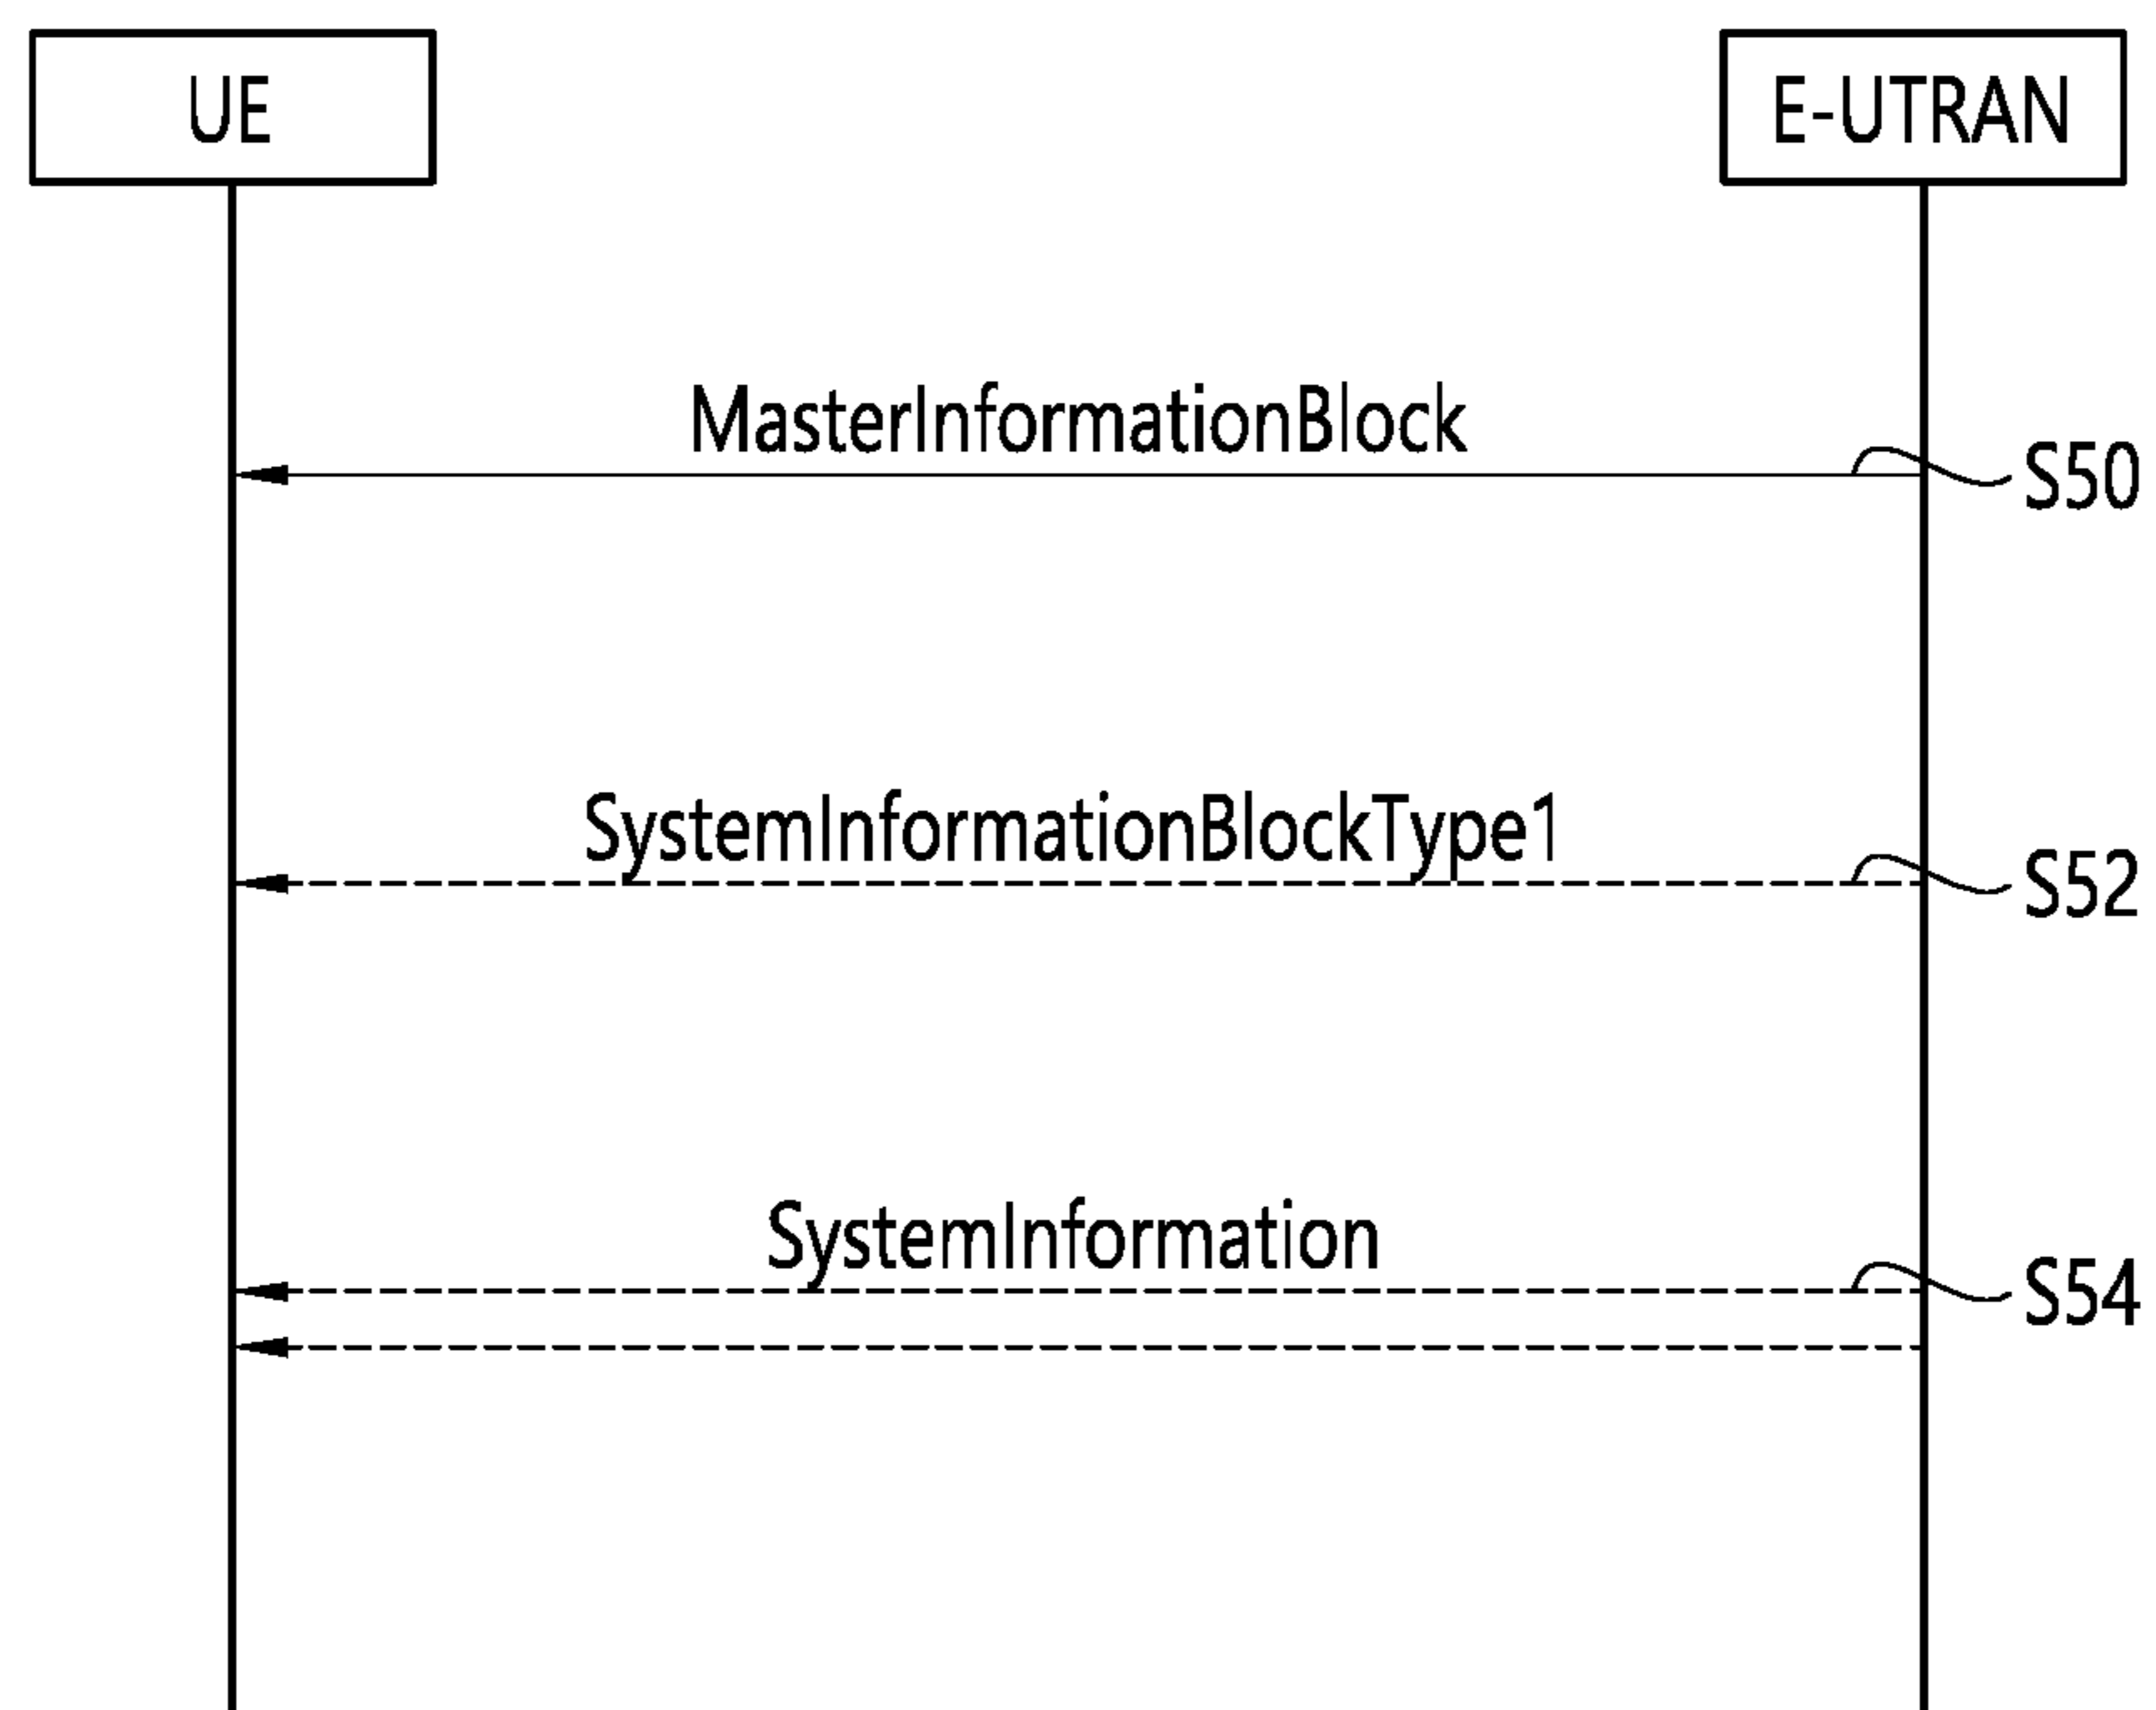 UE
E-UTRAN
MasterInformationBlock
S50
SystemInformationBlockType1
S52
SystemInformation
S54